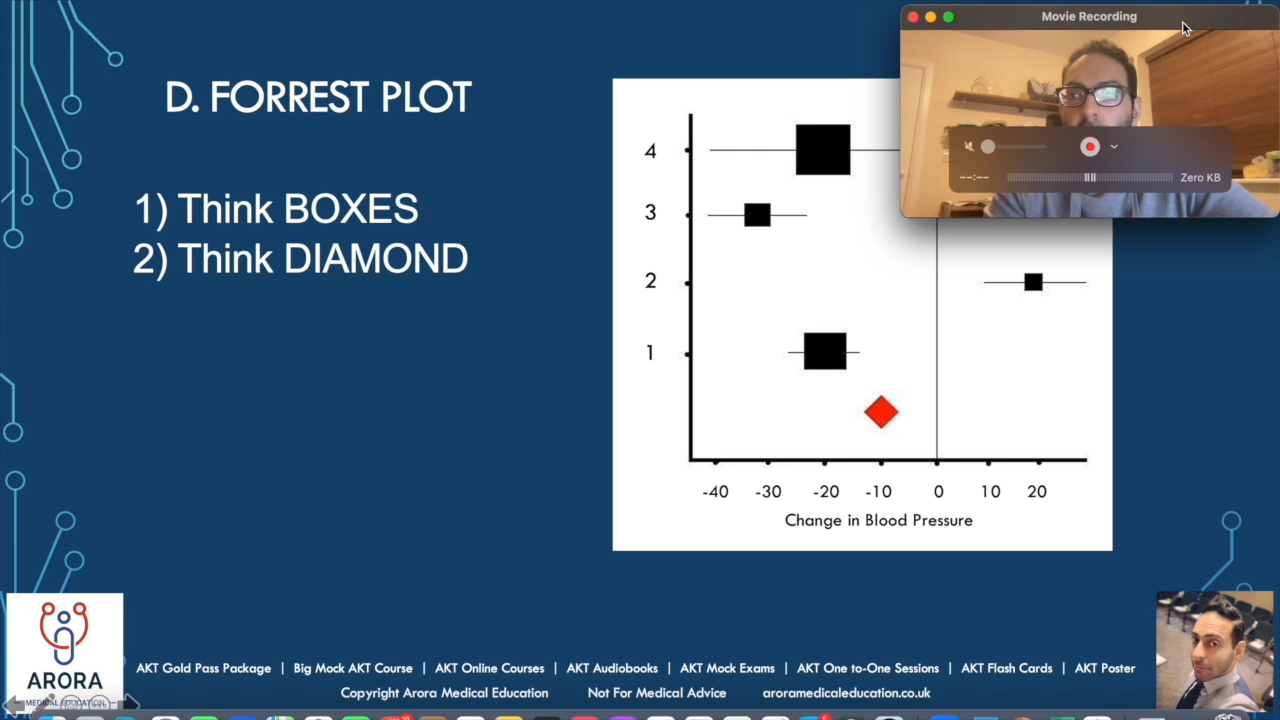 Movie Recording
D. FORREST PLOT
--:--
Zero KB
1) Think BOXES
2) Think DIAMOND
4
3
2
1
-40 -30 -20 -10 0 10 20
Change in Blood Pressure
ARORA
MEDICAL EDUCATION
AKT Gold Pass Package | Big Mock AKT Course | AKT Online Courses | AKT Audiobooks | AKT Mock Exams | AKT One to-One Sessions | AKT Flash Cards | AKT Poster
Copyright Arora Medical Education Not For Medical Advice aroramedicaleducation.co.uk